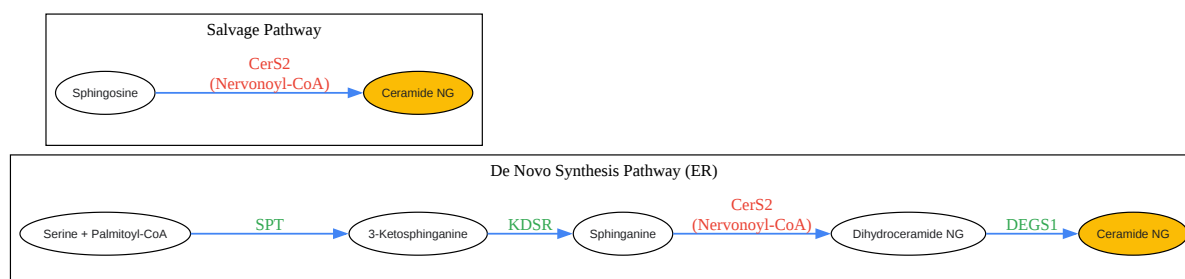 Salvage Pathway
CerS2
(Nervonoyl-CoA)
Sphingosine
Ceramide NG
De Novo Synthesis Pathway (ER)
CerS2
(Nervonoyl-CoA)
SPT
KDSR
DEGS1
Serine + Palmitoyl-CoA
3-Ketosphinganine
Sphinganine
Dihydroceramide NG
Ceramide NG